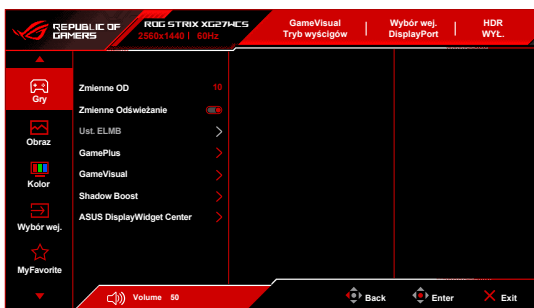 REPUBLIC OF
GAMERS
ROG STRIX XG27WCS
2560x1440 | 60Hz
GameVisual
Tryb wyścigów
Wybór wej.
DisplayPort
HDR
WYŁ.
Gry
Obraz
Kolor
Wybór wej.
MyFavorite
Zmienne OD 10
Zmienne Odświeżanie
Ust. ELMB
GamePlus
GameVisual
Shadow Boost
ASUS DisplayWidget Center
Volume 50
Back
Enter
Exit